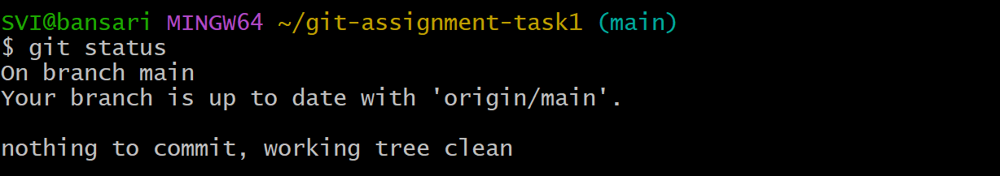 SVI@bansari MINGW64 ~/git-assignment-task1 (main)
$ git status
On branch main
Your branch is up to date with 'origin/main'.
nothing to commit, working tree clean